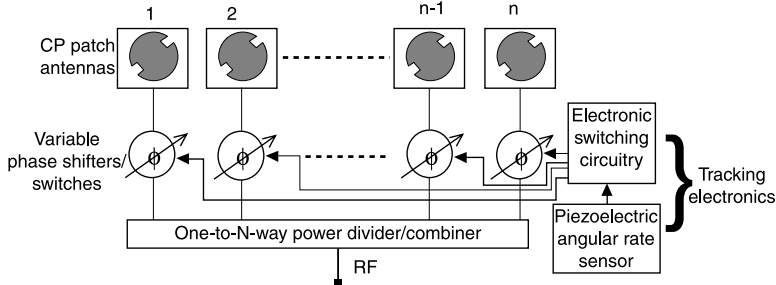 1
2
n-1
n
CP patch
antennas
Variable
phase shifters/
switches
ϕ
ϕ
ϕ
ϕ
Electronic
switching
circuitry
Tracking
electronics
Piezoelectric
angular rate
sensor
One-to-N-way power divider/combiner
RF